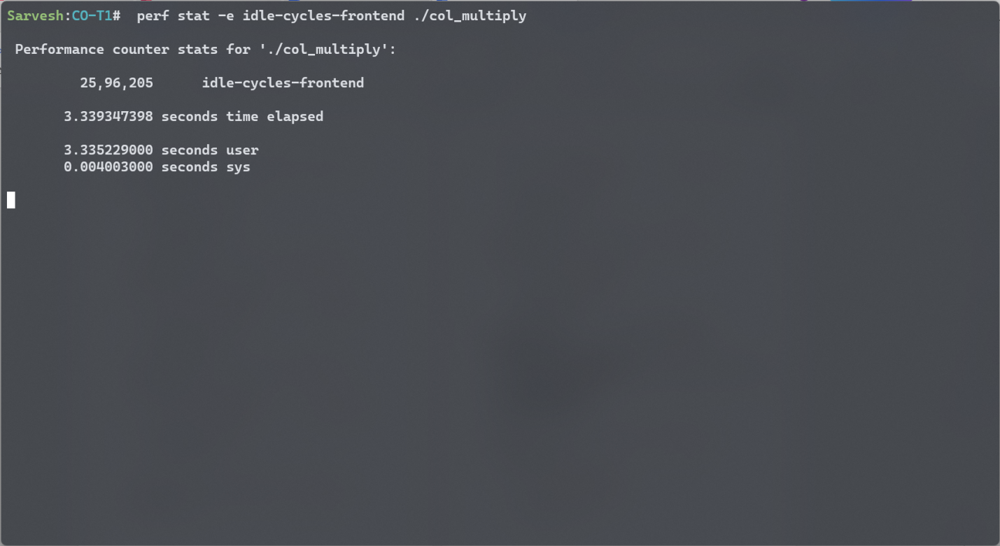 Sarvesh:CO-T1#  perf stat -e idle-cycles-frontend ./col_multiply
Performance counter stats for './col_multiply':
25,96,205      idle-cycles-frontend
3.339347398 seconds time elapsed
3.335229000 seconds user
0.004003000 seconds sys